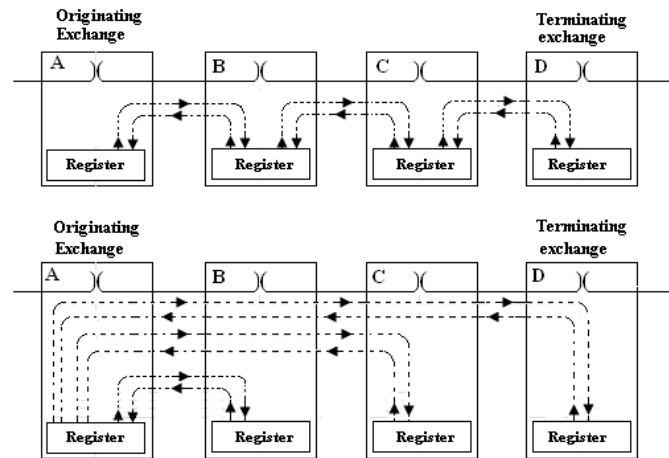 Originating
Exchange
Terminating
exchange
A
B
C
D
Register
Register
Register
Register
Originating
Exchange
Terminating
exchange
A
B
C
D
Register
Register
Register
Register